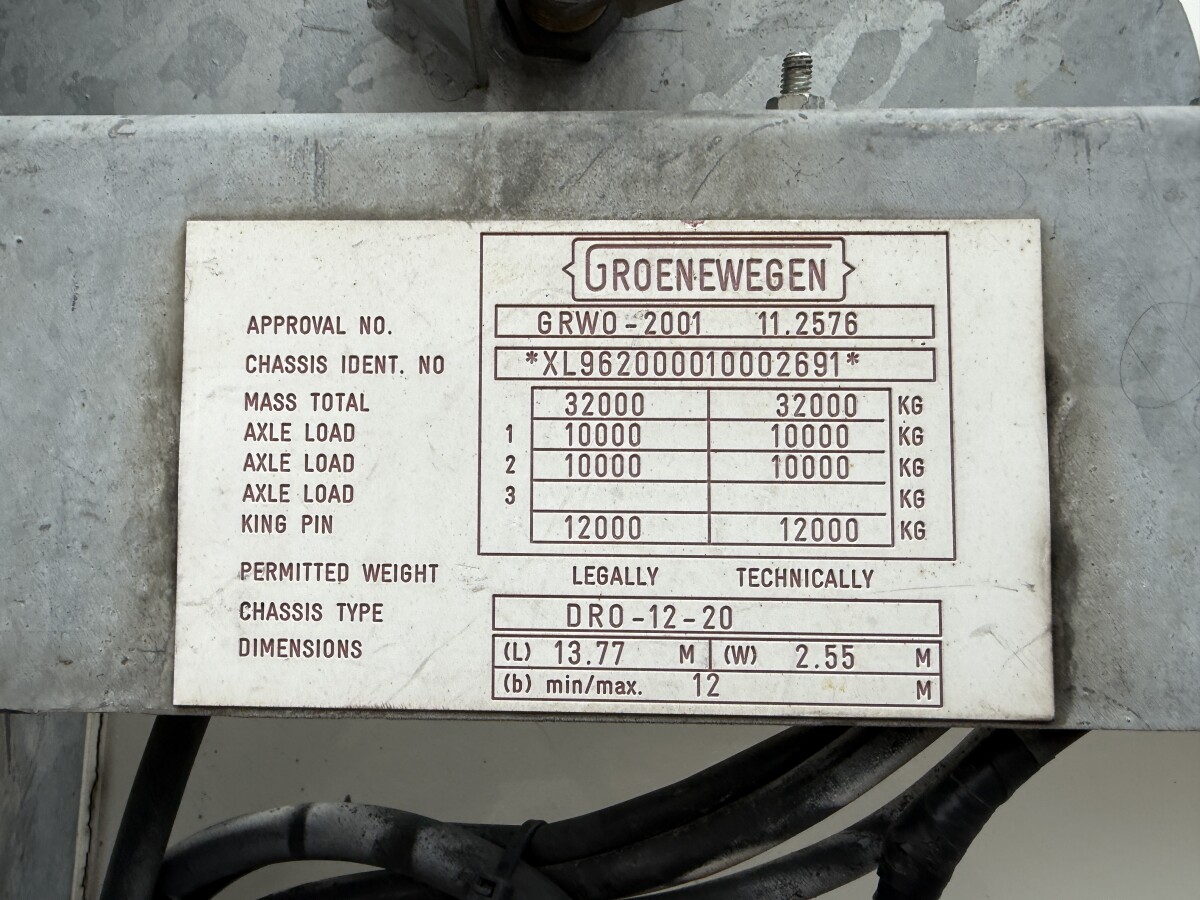 GROENEWEGEN
APPROVAL NO. GRWO-2001 11.2576
CHASSIS IDENT. NO *XL962000010002691*
MASS TOTAL 32000 32000 KG
AXLE LOAD 1 10000 10000 KG
AXLE LOAD 2 10000 10000 KG
AXLE LOAD 3 KG
KING PIN 12000 12000 KG
PERMITTED WEIGHT LEGALLY TECHNICALLY
CHASSIS TYPE DRO-12-20
DIMENSIONS (L) 13.77 M (W) 2.55 M
(b) min/max. 12 M